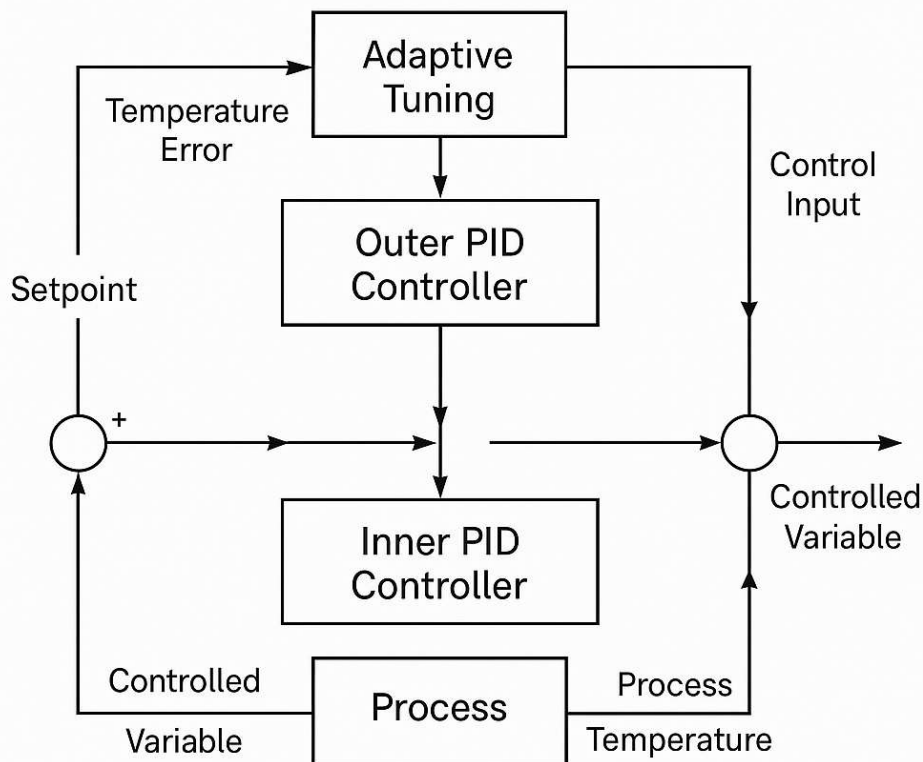 Adaptive
Tuning
Temperature
Error
Control
Input
Outer PID
Controller
Setpoint
+
Controlled
Variable
Inner PID
Controller
Controlled
Variable
Process
Process
Temperature